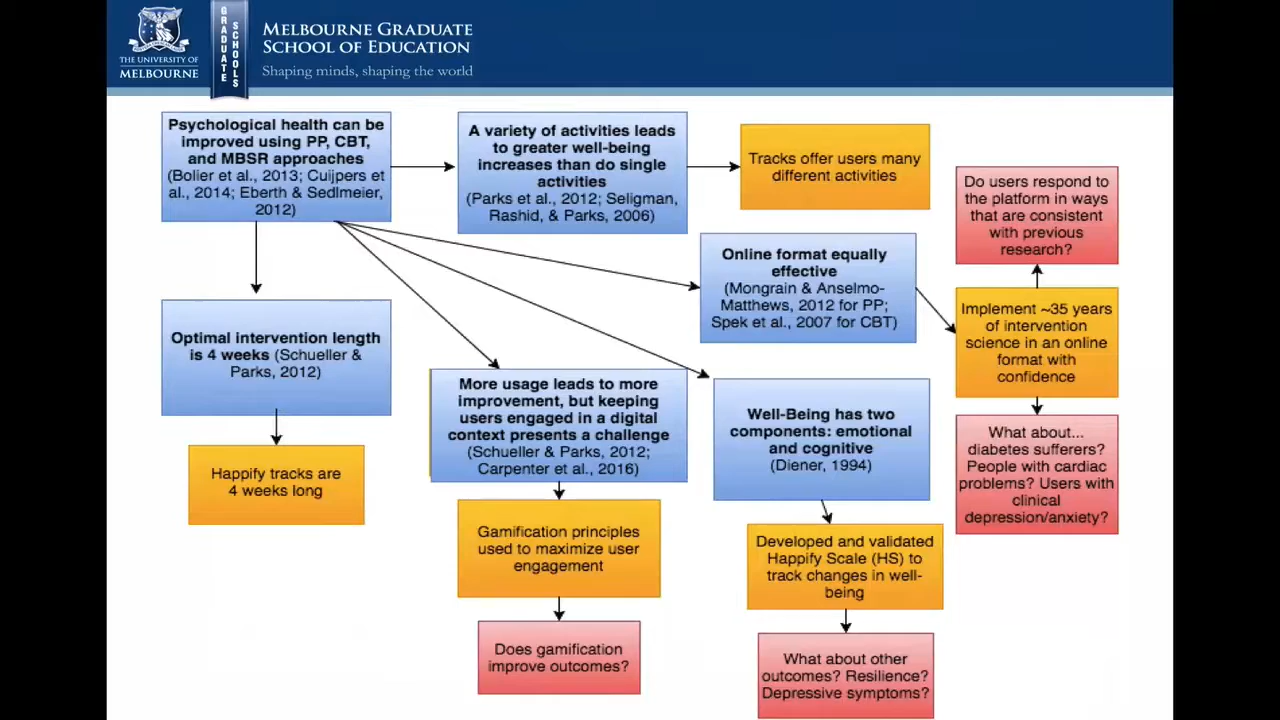 THE UNIVERSITY OF
MELBOURNE
GRADUATE
SCHOOLS
MELBOURNE GRADUATE
SCHOOL OF EDUCATION
Shaping minds, shaping the world
Psychological health can be
improved using PP, CBT,
and MBSR approaches
(Bolier et al., 2013; Cuijpers et
al., 2014; Eberth & Sedlmeier,
2012)
A variety of activities leads
to greater well-being
increases than do single
activities
(Parks et al., 2012; Seligman,
Rashid, & Parks, 2006)
Tracks offer users many
different activities
Do users respond to
the platform in ways
that are consistent
with previous
research?
Online format equally
effective
(Mongrain & Anselmo-
Matthews, 2012 for PP;
Spek et al., 2007 for CBT)
Implement ~35 years
of intervention
science in an online
format with
confidence
Optimal intervention length
is 4 weeks (Schueller &
Parks, 2012)
More usage leads to more
improvement, but keeping
users engaged in a digital
context presents a challenge
(Schueller & Parks, 2012;
Carpenter et al., 2016)
Well-Being has two
components: emotional
and cognitive
(Diener, 1994)
What about...
diabetes sufferers?
People with cardiac
problems? Users with
clinical
depression/anxiety?
Happify tracks are
4 weeks long
Gamification principles
used to maximize user
engagement
Developed and validated
Happify Scale (HS) to
track changes in well-
being
Does gamification
improve outcomes?
What about other
outcomes? Resilience?
Depressive symptoms?